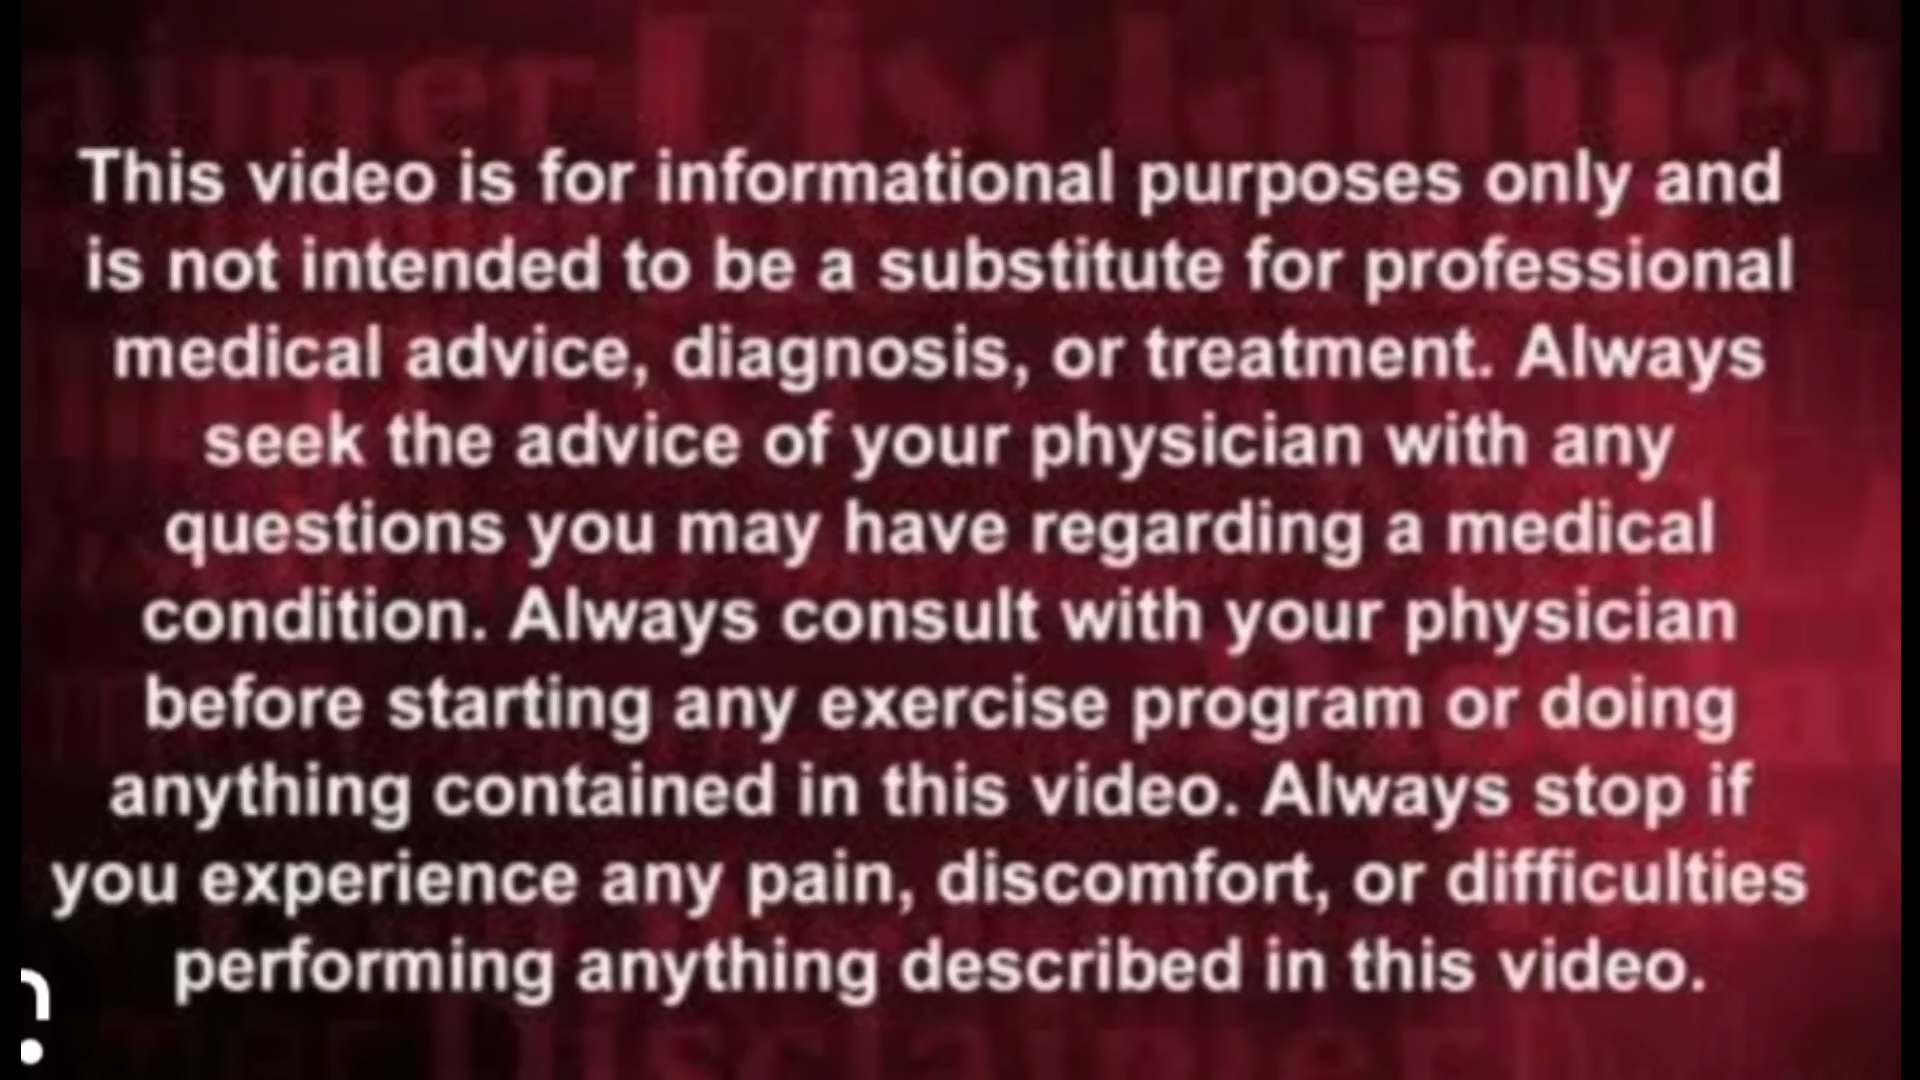 aimer Disclaimer
This video is for informational purposes only and
is not intended to be a substitute for professional
medical advice, diagnosis, or treatment. Always
seek the advice of your physician with any
questions you may have regarding a medical
condition. Always consult with your physician
before starting any exercise program or doing
anything contained in this video. Always stop if
you experience any pain, discomfort, or difficulties
performing anything described in this video.
Disclaimer